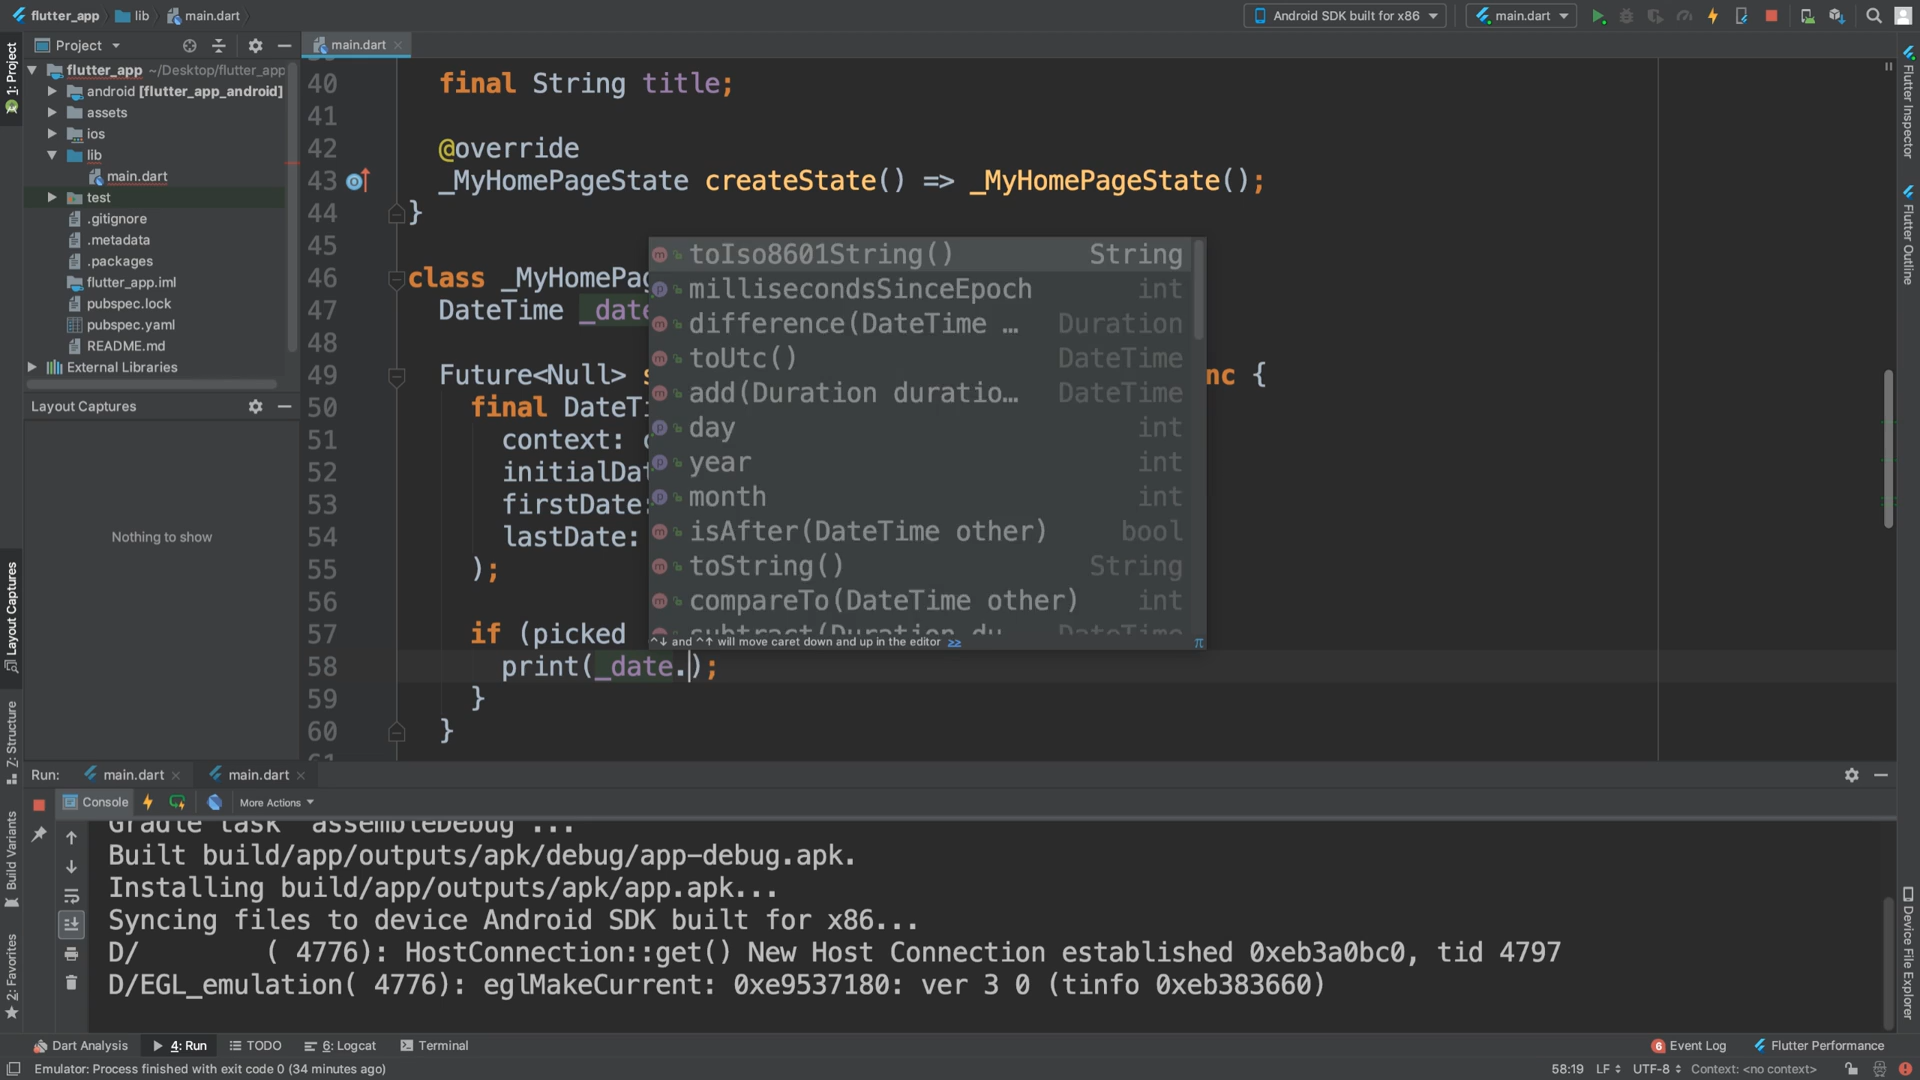 flutter_app
lib
main.dart
Android SDK built for x86
main.dart
1: Project
Project
main.dart
flutter_app ~/Desktop/flutter_app
android [flutter_app_android]
assets
ios
lib
main.dart
test
.gitignore
.metadata
.packages
flutter_app.iml
pubspec.lock
pubspec.yaml
README.md
External Libraries
Layout Captures
Nothing to show
Layout Captures
Z: Structure
Build Variants
2: Favorites
40 final String title;
41
42 @override
43 _MyHomePageState createState() => _MyHomePageState();
44 }
45
46 class _MyHomePag
47 DateTime _date
48
49 Future<Null> s nc {
50 final DateTi
51 context: c
52 initialDat
53 firstDate:
54 lastDate:
55 );
56
57 if (picked
58 print(_date.);
59 }
60 }
toIso8601String() String
millisecondsSinceEpoch int
difference(DateTime … Duration
toUtc() DateTime
add(Duration duratio… DateTime
day int
year int
month int
isAfter(DateTime other) bool
toString() String
compareTo(DateTime other) int
subtract(Duration du… DateTime
^↓ and ^↑ will move caret down and up in the editor >>
π
Flutter Inspector
Flutter Outline
Device File Explorer
Run:
main.dart
main.dart
Console
More Actions
Gradle task 'assembleDebug'...
Built build/app/outputs/apk/debug/app-debug.apk.
Installing build/app/outputs/apk/app.apk...
Syncing files to device Android SDK built for x86...
D/ ( 4776): HostConnection::get() New Host Connection established 0xeb3a0bc0, tid 4797
D/EGL_emulation( 4776): eglMakeCurrent: 0xe9537180: ver 3 0 (tinfo 0xeb383660)
Dart Analysis
4: Run
TODO
6: Logcat
Terminal
6 Event Log
Flutter Performance
Emulator: Process finished with exit code 0 (34 minutes ago)
58:19 LF UTF-8 Context: <no context>